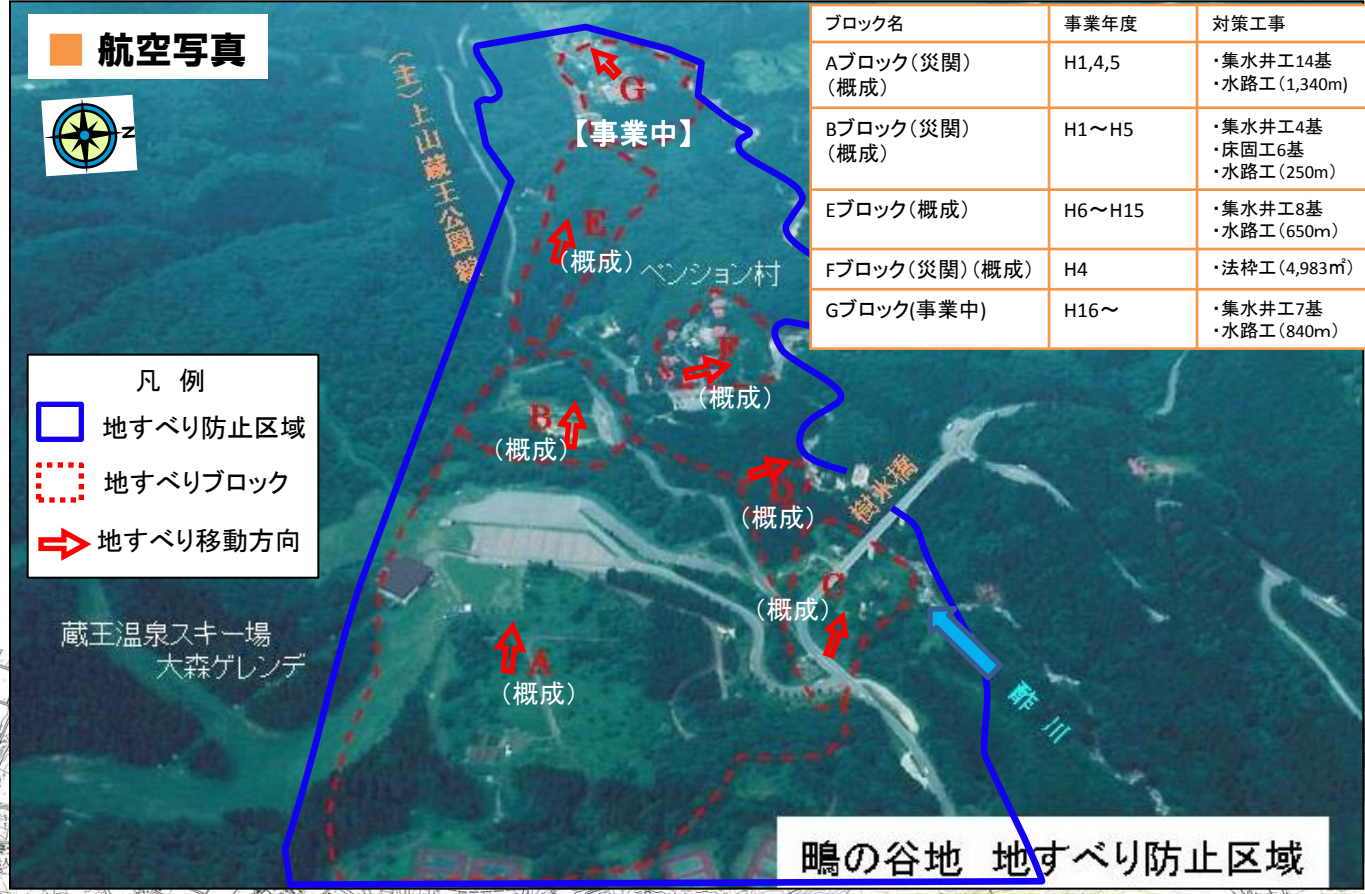 航空写真
N
(主)上山蔵王公園線
G
【事業中】
E
(概成)
ペンション村
F
(概成)
B
(概成)
D
(概成)
樹氷橋
C
(概成)
A
(概成)
酢川
蔵王温泉スキー場
大森ゲレンデ
凡 例
地すべり防止区域
地すべりブロック
地すべり移動方向
ブロック名 事業年度 対策工事
Aブロック(災関) H1,4,5 ・集水井工14基
(概成) ・水路工(1,340m)
Bブロック(災関) H1～H5 ・集水井工4基
(概成) ・床固工6基
・水路工(250m)
Eブロック(概成) H6～H15 ・集水井工8基
・水路工(650m)
Fブロック(災関)(概成) H4 ・法枠工(4,983㎡)
Gブロック(事業中) H16～ ・集水井工7基
・水路工(840m)
鴫の谷地 地すべり防止区域